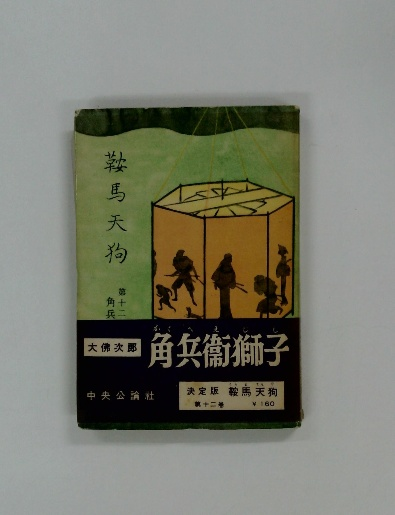 鞍馬天狗
第十二
角兵
かくべえじし
角兵衞獅子
大佛次郎
中央公論社
決定版 鞍馬天狗
第十二巻 ¥160